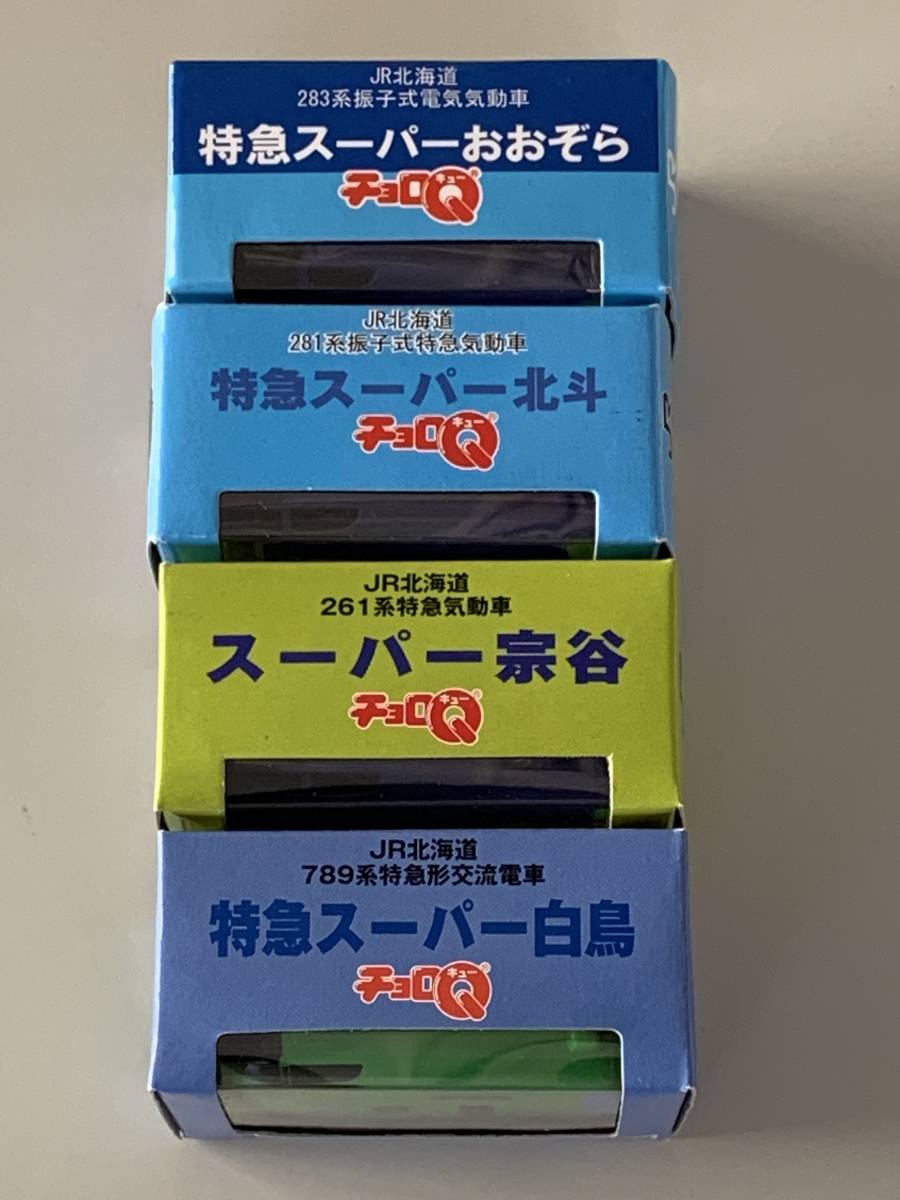 JR北海道
283系振子式電気気動車
特急スーパーおおぞら
チョロQ キュー ®
JR北海道
281系振子式特急気動車
特急スーパー北斗
チョロQ キュー ®
JR北海道
261系特急気動車
スーパー宗谷
チョロQ キュー ®
JR北海道
789系特急形交流電車
特急スーパー白鳥
チョロQ キュー ®